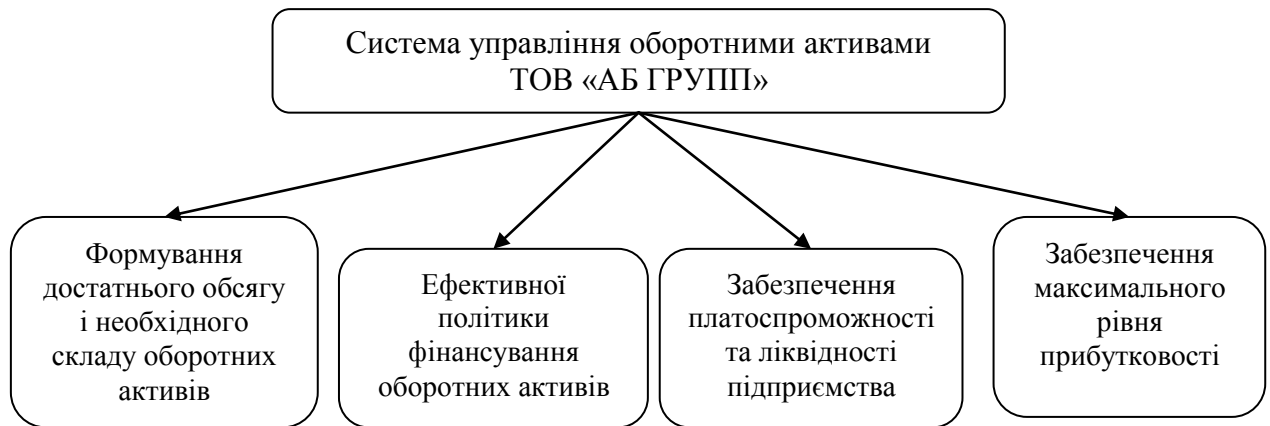 Система управління оборотними активами
ТОВ «АБ ГРУПП»
Формування
достатнього обсягу
і необхідного
складу оборотних
активів
Ефективної
політики
фінансування
оборотних активів
Забезпечення
платоспроможності
та ліквідності
підприємства
Забезпечення
максимального
рівня
прибутковості